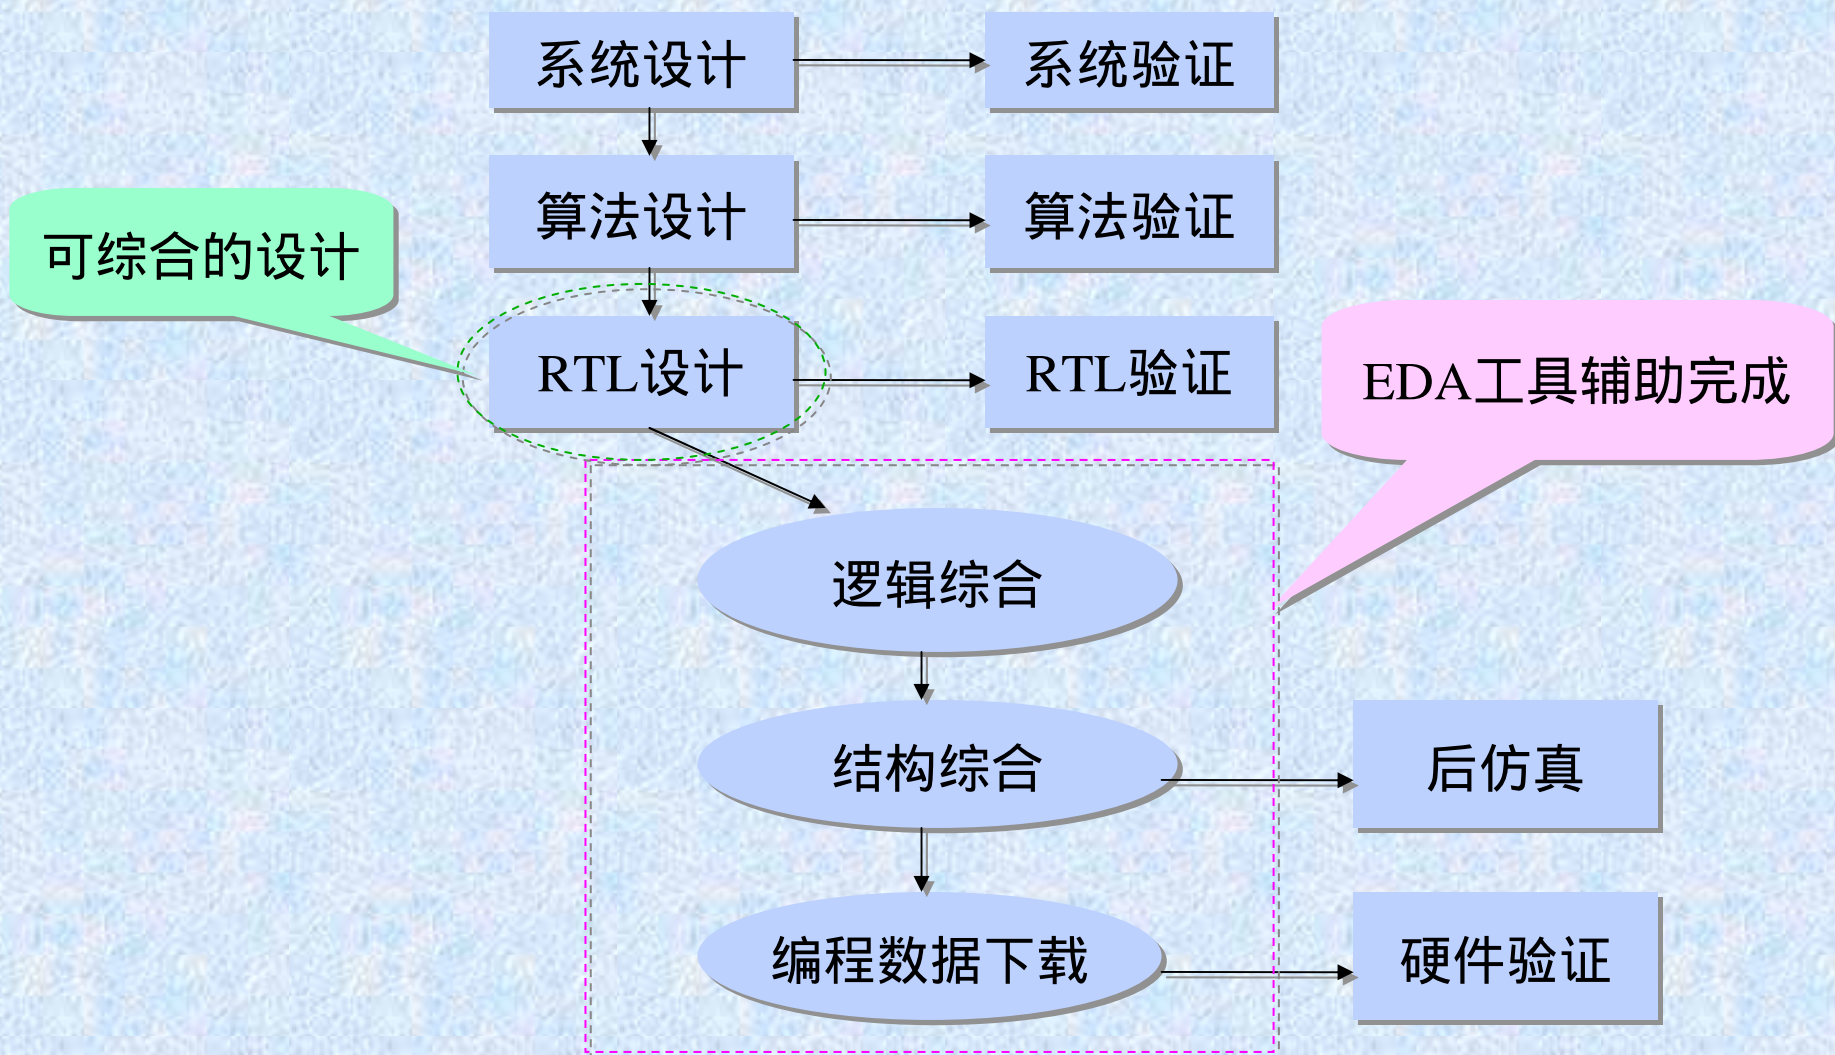 系统设计
系统验证
算法设计
算法验证
可综合的设计
RTL设计
RTL验证
EDA工具辅助完成
逻辑综合
结构综合
后仿真
编程数据下载
硬件验证